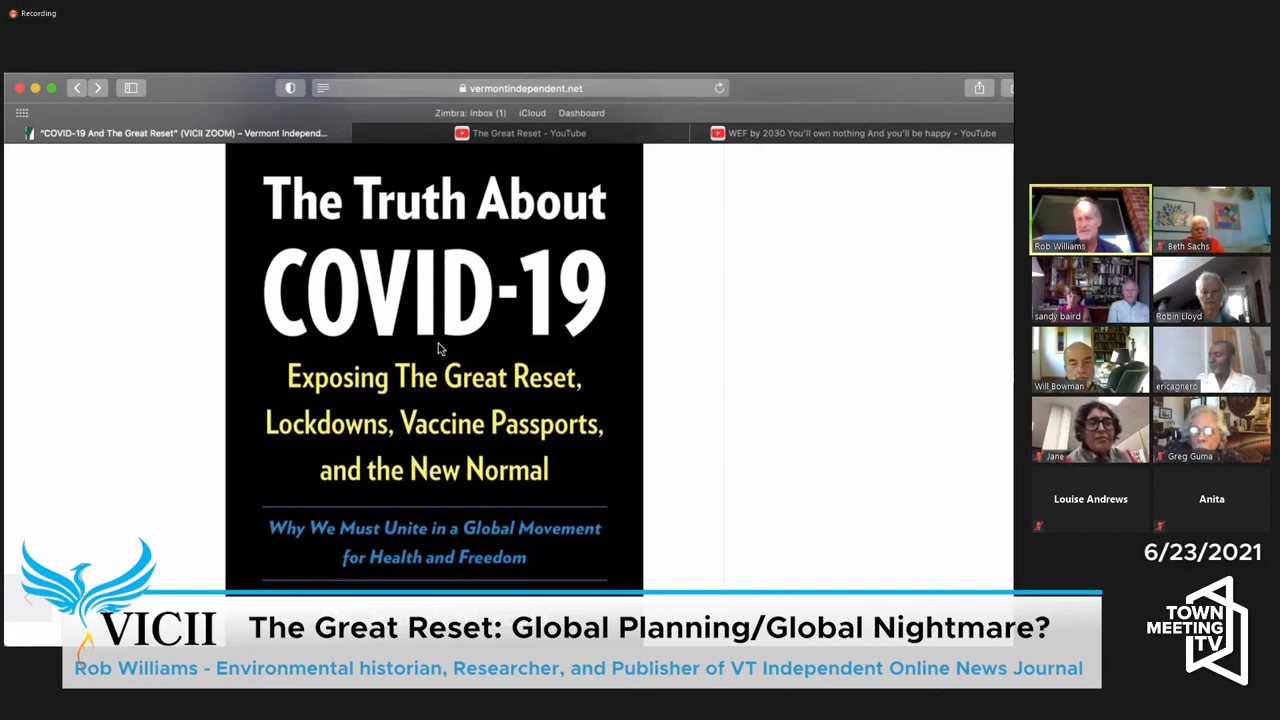 Recording
vermontindependent.net
Zimbra: Inbox (1) iCloud Dashboard
"COVID-19 And The Great Reset" (VICII ZOOM) – Vermont Independ...
The Great Reset - YouTube
WEF by 2030 You'll own nothing And you'll be happy - YouTube
The Truth About
COVID-19
Exposing The Great Reset,
Lockdowns, Vaccine Passports,
and the New Normal
Why We Must Unite in a Global Movement
for Health and Freedom
Rob Williams
Beth Sachs
sandy baird
Robin Lloyd
Will Bowman
ericagnero
Jane
Greg Guma
Louise Andrews
Anita
6/23/2021
TOWN
MEETING
TV
VICII
The Great Reset: Global Planning/Global Nightmare?
Rob Williams - Environmental historian, Researcher, and Publisher of VT Independent Online News Journal